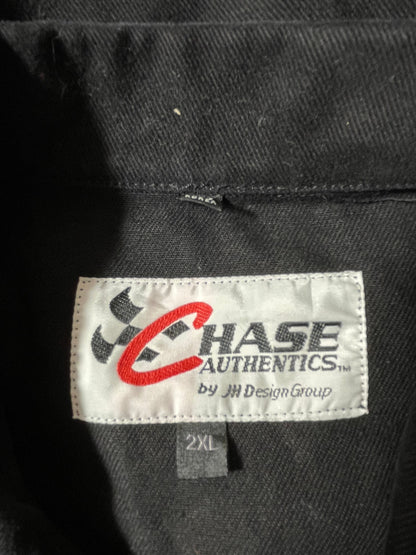 CHASE
AUTHENTICS™
by JH Design Group
2XL